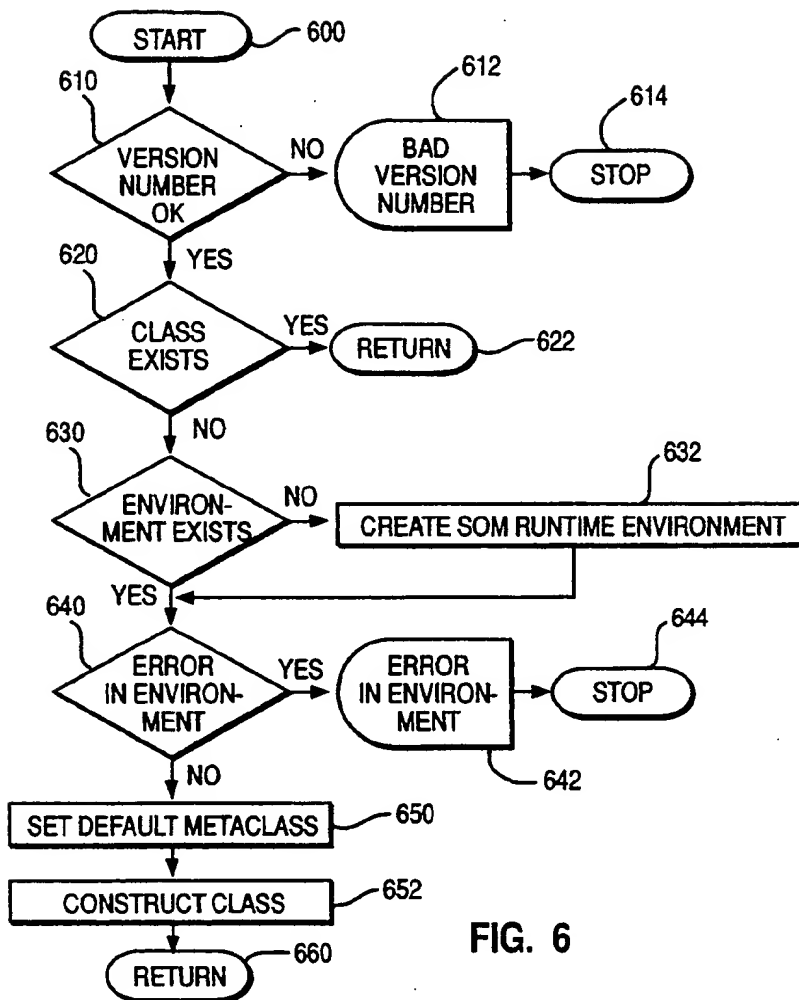 START
600
610
VERSION
NUMBER
OK
NO
612
BAD
VERSION
NUMBER
614
STOP
YES
620
CLASS
EXISTS
YES
RETURN
622
NO
630
ENVIRON-
MENT EXISTS
NO
632
CREATE SOM RUNTIME ENVIRONMENT
YES
640
ERROR
IN ENVIRON-
MENT
YES
ERROR
IN ENVIRON-
MENT
642
644
STOP
NO
SET DEFAULT METACLASS
650
CONSTRUCT CLASS
652
RETURN
660
FIG. 6